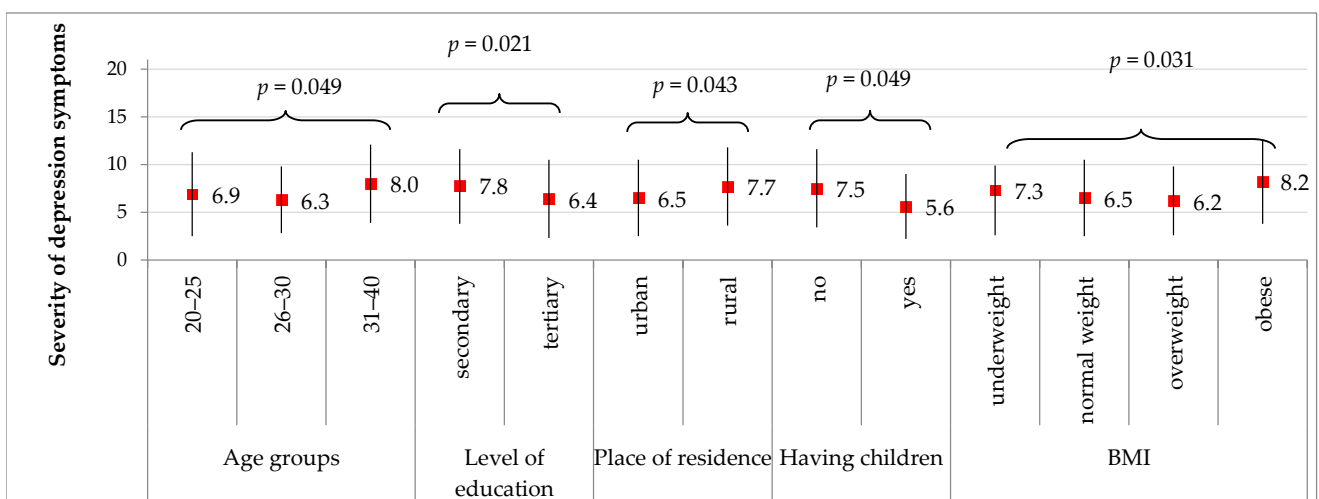 Severity of depression symptoms
p = 0.021
p = 0.049
p = 0.043
p = 0.049
p = 0.031
20
15
10
5
0
6.9
6.3
8.0
7.8
6.4
6.5
7.7
7.5
5.6
7.3
6.5
6.2
8.2
20–25
26–30
31–40
secondary
tertiary
urban
rural
no
yes
underweight
normal weight
overweight
obese
Age groups
Level of
education
Place of residence
Having children
BMI